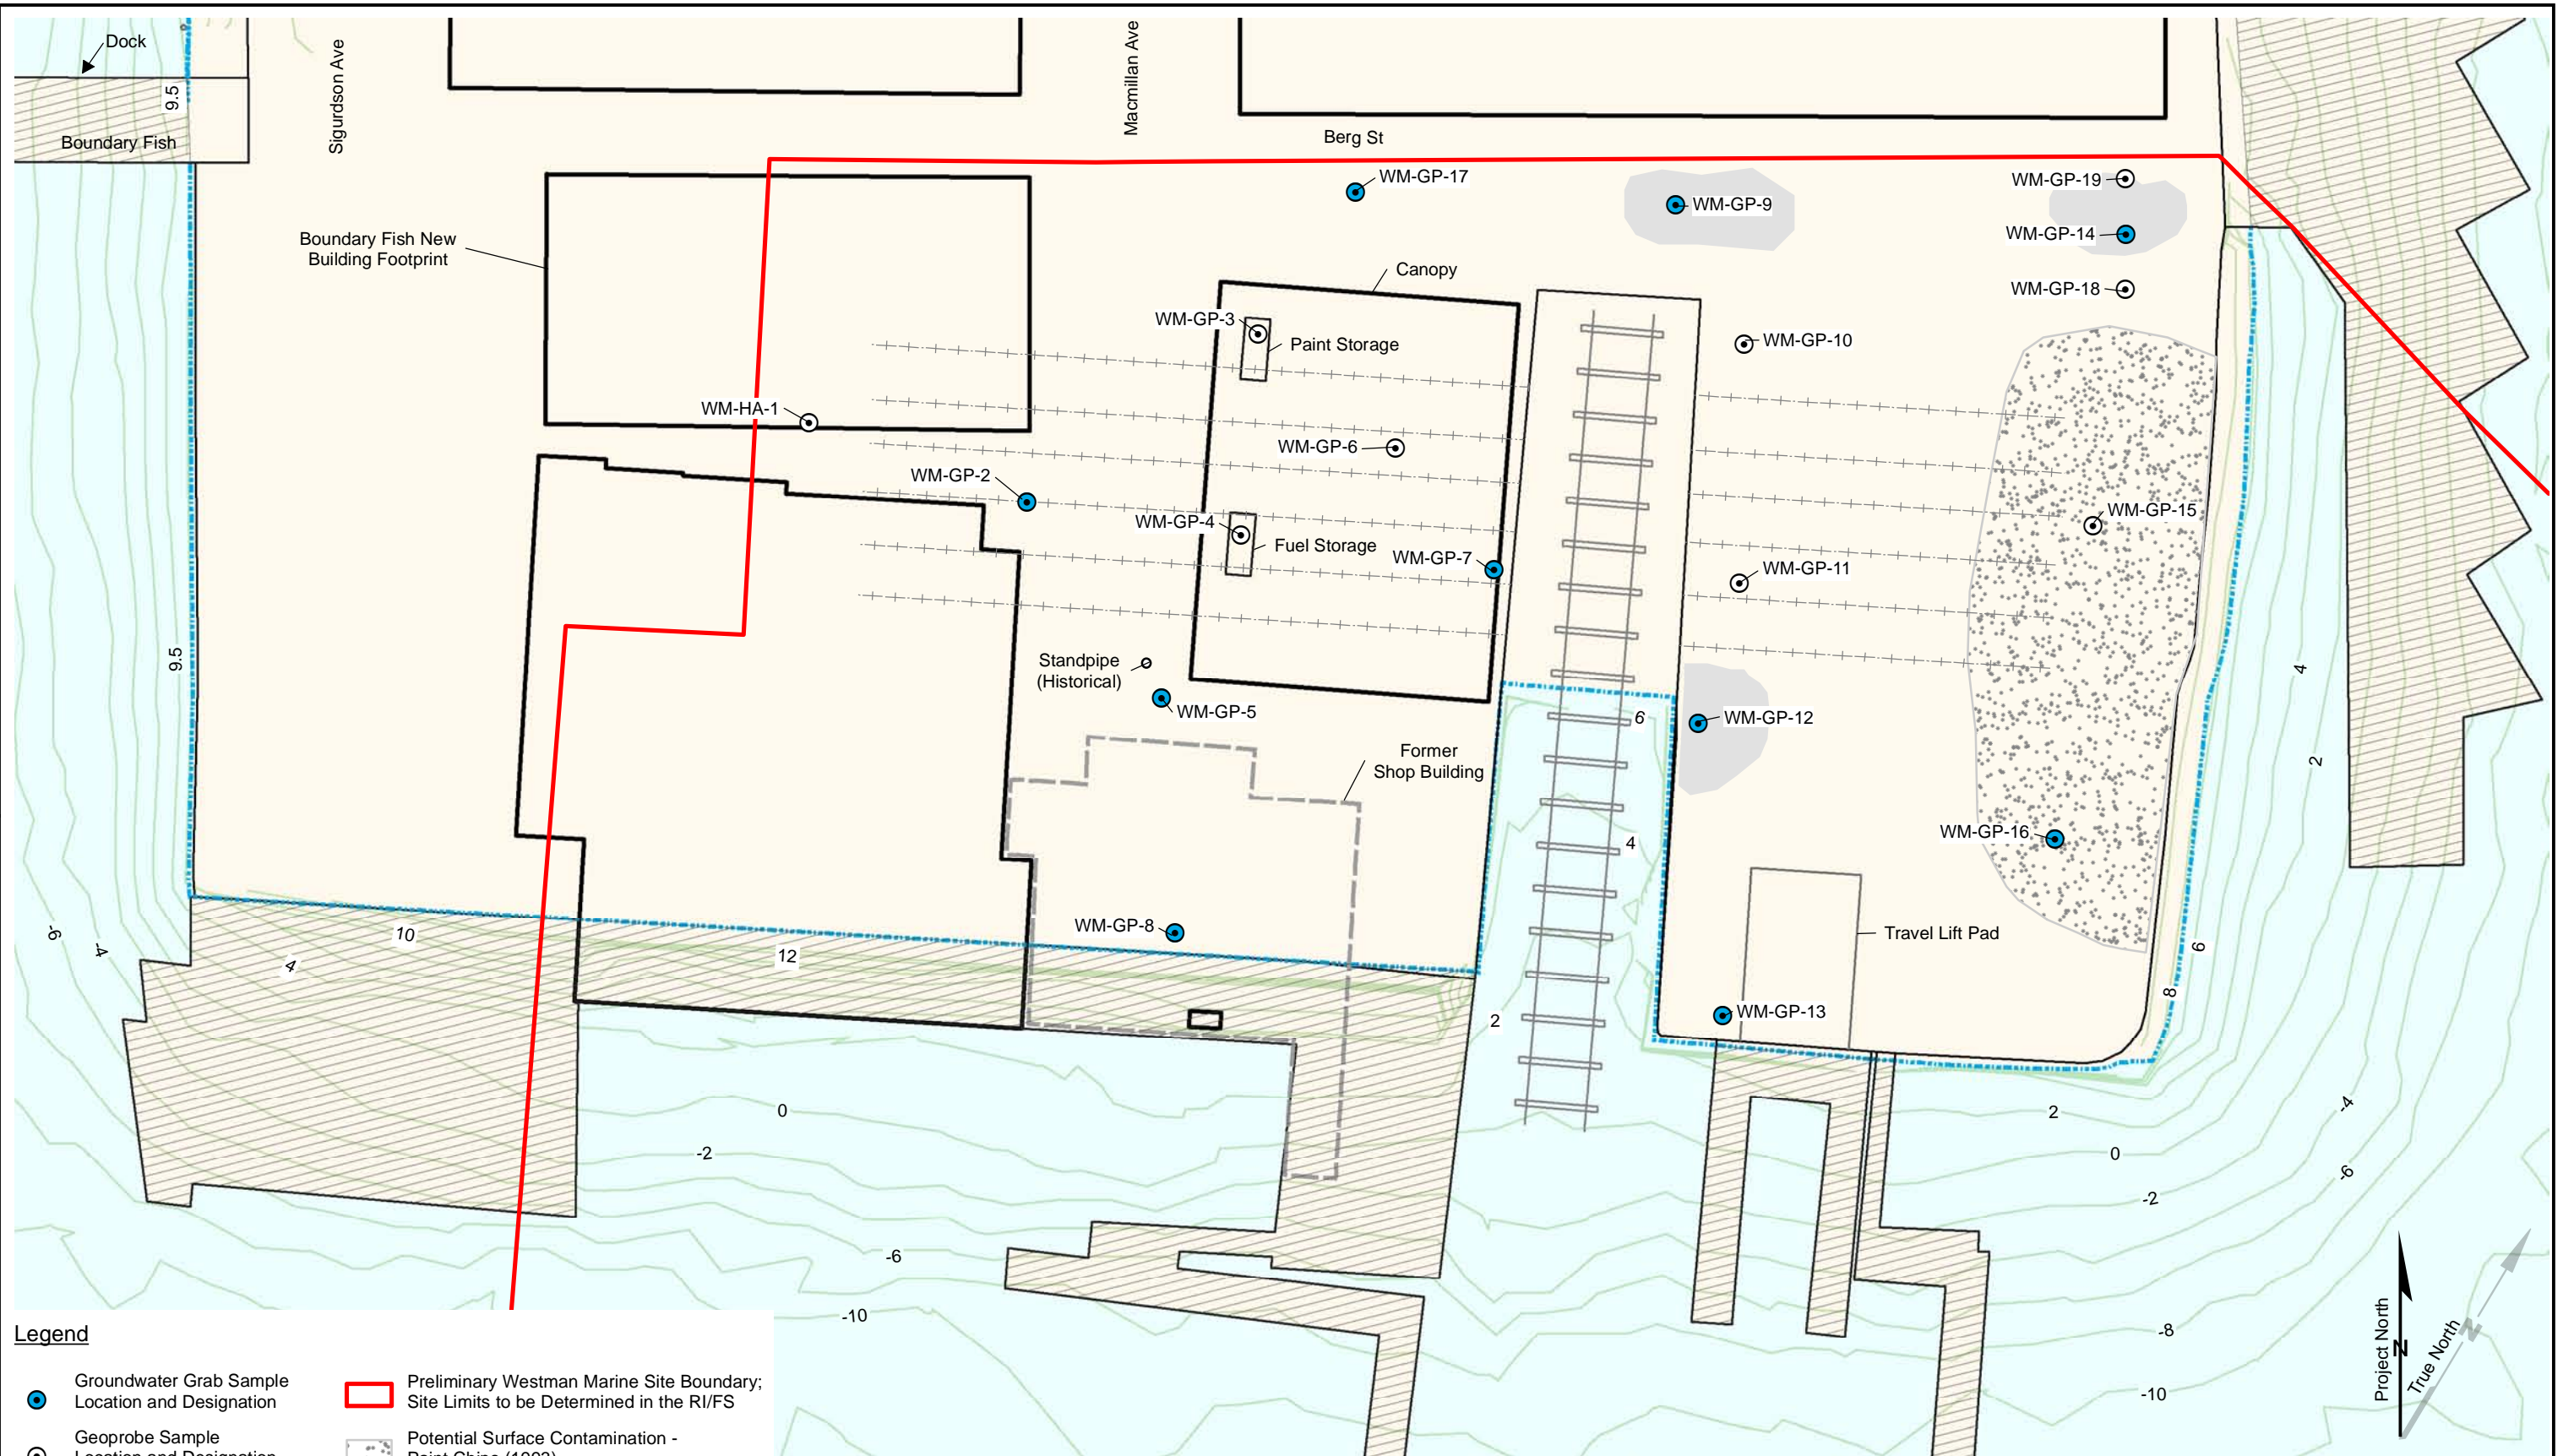 Dock
9.5
Boundary Fish
Sigurdson Ave
Macmillan Ave
Berg St
WM-GP-17
WM-GP-9
WM-GP-19
WM-GP-14
WM-GP-18
Boundary Fish New
Building Footprint
Canopy
WM-GP-3
Paint Storage
WM-GP-10
WM-HA-1
WM-GP-6
WM-GP-2
WM-GP-4
Fuel Storage
WM-GP-7
WM-GP-15
WM-GP-11
9.5
Standpipe
(Historical)
WM-GP-5
6
WM-GP-12
4
2
Former
Shop Building
4
WM-GP-16
WM-GP-8
Travel Lift Pad
-6
-4
10
4
12
6
8
2
WM-GP-13
0
-2
2
0
-2
-4
-6
-6
-10
-8
-10
Project North
N
True North
N
Legend
Groundwater Grab Sample
Location and Designation
Preliminary Westman Marine Site Boundary;
Site Limits to be Determined in the RI/FS
Geoprobe Sample
Location and Designation
Potential Surface Contamination -